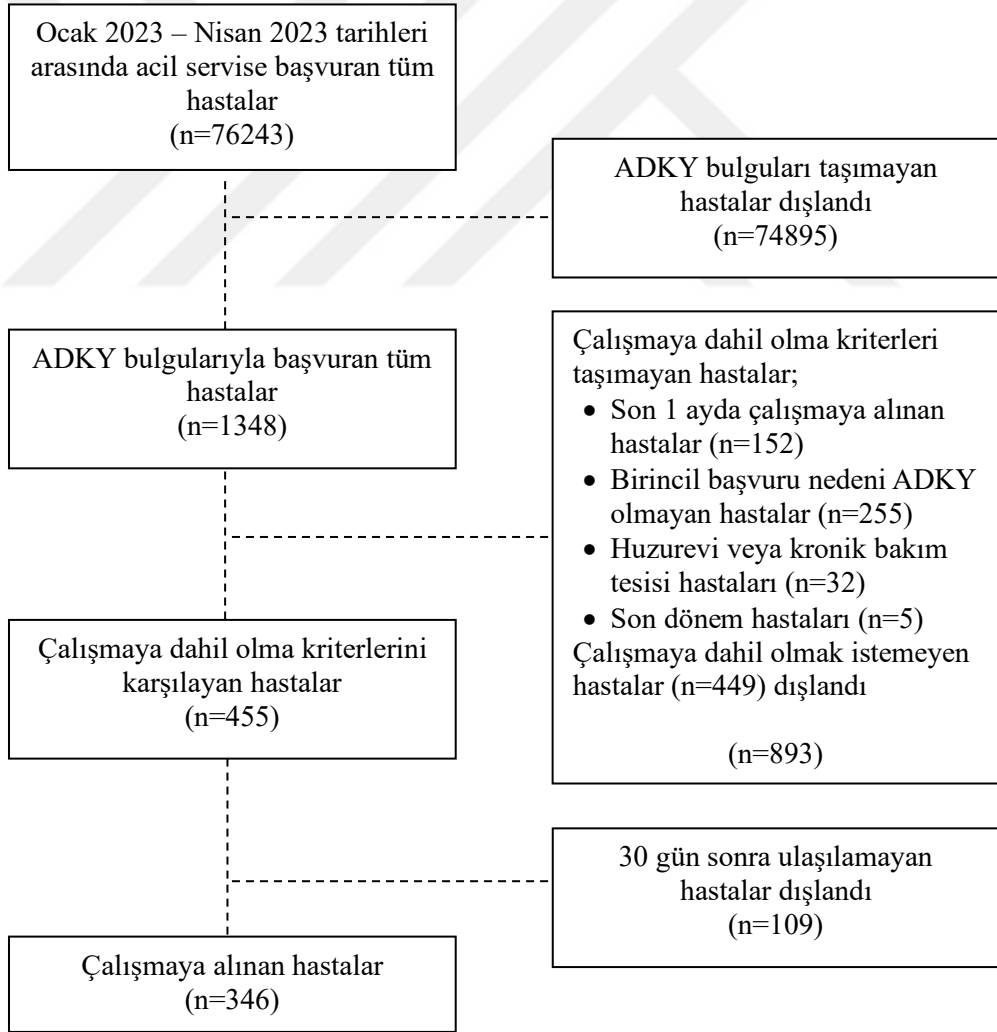 Ocak 2023 – Nisan 2023 tarihleri
arasında acil servise başvuran tüm
hastalar
(n=76243)
ADKY bulguları taşımayan
hastalar dışlandı
(n=74895)
ADKY bulgularıyla başvuran tüm
hastalar
(n=1348)
Çalışmaya dahil olma kriterleri
taşımayan hastalar;
• Son 1 ayda çalışmaya alınan
hastalar (n=152)
• Birincil başvuru nedeni ADKY
olmayan hastalar (n=255)
• Huzurevi veya kronik bakım
tesisi hastaları (n=32)
• Son dönem hastaları (n=5)
Çalışmaya dahil olmak istemeyen
hastalar (n=449) dışlandı
(n=893)
Çalışmaya dahil olma kriterlerini
karşılayan hastalar
(n=455)
30 gün sonra ulaşılamayan
hastalar dışlandı
(n=109)
Çalışmaya alınan hastalar
(n=346)